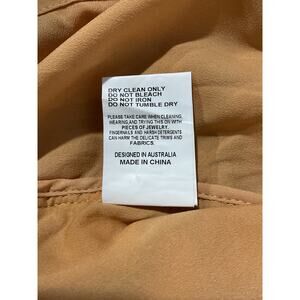 DRY CLEAN ONLY
DO NOT BLEACH
DO NOT IRON
DO NOT TUMBLE DRY
PLEASE TAKE CARE WHEN CLEANING,
WEARING,AND TRYING THIS ON WITH
PIECES OF JEWELRY.
FINGERNAILS AND HARSH DETERGENTS
CAN HARM THE DELICATE TRIMS AND
FABRICS.
DESIGNED IN AUSTRALIA
MADE IN CHINA